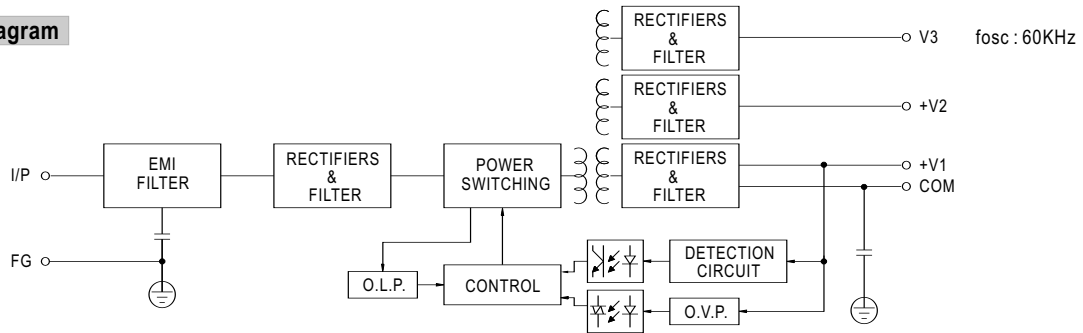 RECTIFIERS
&
FILTER
V3
fosc : 60KHz
RECTIFIERS
&
FILTER
+V2
I/P
EMI
FILTER
RECTIFIERS
&
FILTER
POWER
SWITCHING
RECTIFIERS
&
FILTER
+V1
COM
FG
O.L.P.
CONTROL
DETECTION
CIRCUIT
O.V.P.